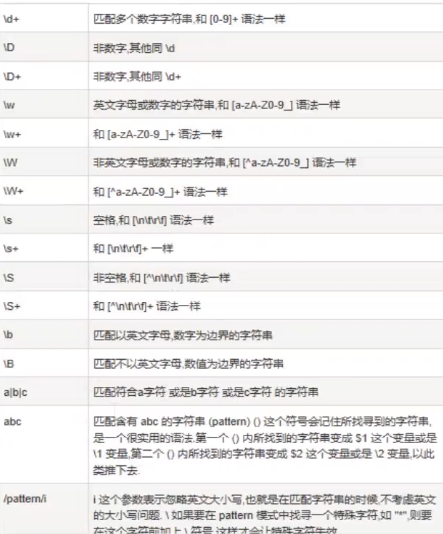 \d+ 匹配多个数字字符串,和 [0-9]+ 语法一样
\D 非数字,其他同 \d
\D+ 非数字,其他同 \d+
\w 英文字母或数字的字符串,和 [a-zA-Z0-9_] 语法一样
\w+ 和 [a-zA-Z0-9_]+ 语法一样
\W 非英文字母或数字的字符串,和 [^a-zA-Z0-9_] 语法一样
\W+ 和 [^a-zA-Z0-9_]+ 语法一样
\s 空格,和 [\n\t\r\f] 语法一样
\s+ 和 [\n\t\r\f]+ 一样
\S 非空格,和 [^\n\t\r\f] 语法一样
\S+ 和 [^\n\t\r\f]+ 语法一样
\b 匹配以英文字母,数字为边界的字符串
\B 匹配不以英文字母,数值为边界的字符串
a|b|c 匹配符合a字符 或是b字符 或是c字符 的字符串
abc 匹配含有 abc 的字符串 (pattern) () 这个符号会记住所找寻到的字符串,
是一个很实用的语法.第一个 () 内所找到的字符串变成 $1 这个变量或是
\1 变量,第二个 () 内所找到的字符串变成 $2 这个变量或是 \2 变量,以此
类推下去.
/pattern/i i 这个参数表示忽略英文大小写,也就是在匹配字符串的时候,不考虑英文
的大小写问题. \ 如果要在 pattern 模式中找寻一个特殊字符,如 "*",则要
在这个字符前加上 \ 符号,这样才会让特殊字符失效